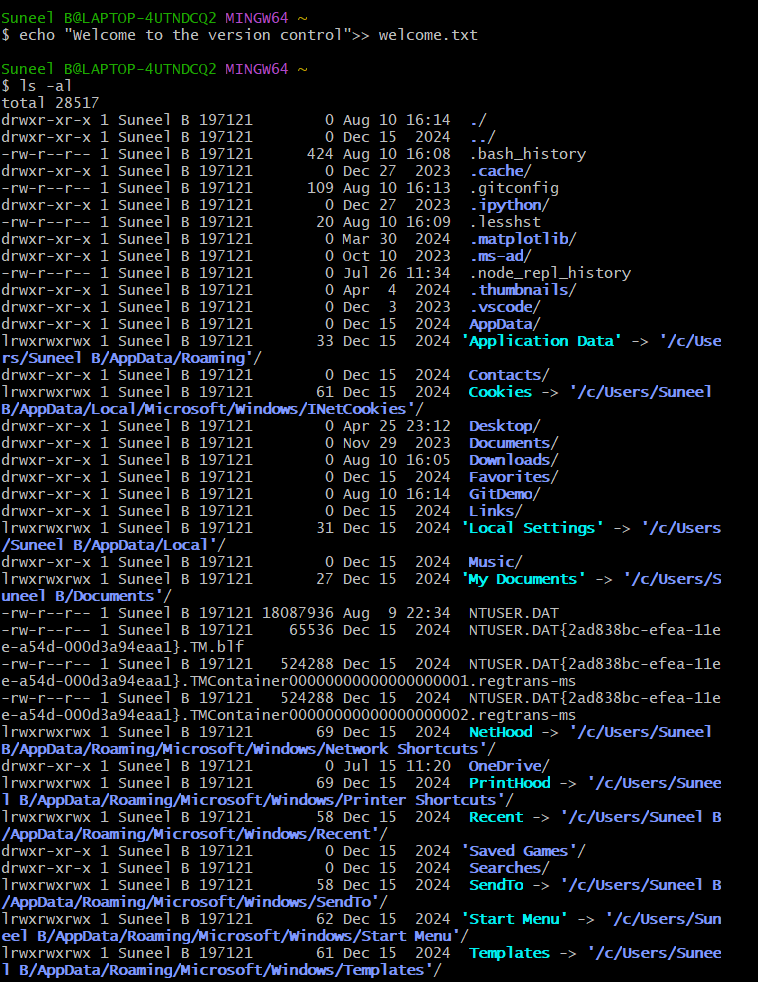 Suneel B@LAPTOP-4UTNDCQ2 MINGW64 ~
$ echo "Welcome to the version control">> welcome.txt
Suneel B@LAPTOP-4UTNDCQ2 MINGW64 ~
$ ls -al
total 28517
drwxr-xr-x 1 Suneel B 197121        0 Aug 10 16:14  ./
drwxr-xr-x 1 Suneel B 197121        0 Dec 15  2024  ../
-rw-r--r-- 1 Suneel B 197121      424 Aug 10 16:08  .bash_history
drwxr-xr-x 1 Suneel B 197121        0 Dec 27  2023  .cache/
-rw-r--r-- 1 Suneel B 197121      109 Aug 10 16:13  .gitconfig
drwxr-xr-x 1 Suneel B 197121        0 Dec 27  2023  .ipython/
-rw-r--r-- 1 Suneel B 197121       20 Aug 10 16:09  .lesshst
drwxr-xr-x 1 Suneel B 197121        0 Mar 30  2024  .matplotlib/
drwxr-xr-x 1 Suneel B 197121        0 Oct 10  2023  .ms-ad/
-rw-r--r-- 1 Suneel B 197121        0 Jul 26 11:34  .node_repl_history
drwxr-xr-x 1 Suneel B 197121        0 Apr  4  2024  .thumbnails/
drwxr-xr-x 1 Suneel B 197121        0 Dec  3  2023  .vscode/
drwxr-xr-x 1 Suneel B 197121        0 Dec 15  2024  AppData/
lrwxrwxrwx 1 Suneel B 197121       33 Dec 15  2024 'Application Data' -> '/c/Use
rs/Suneel B/AppData/Roaming'/
drwxr-xr-x 1 Suneel B 197121        0 Dec 15  2024  Contacts/
lrwxrwxrwx 1 Suneel B 197121       61 Dec 15  2024  Cookies -> '/c/Users/Suneel 
B/AppData/Local/Microsoft/Windows/INetCookies'/
drwxr-xr-x 1 Suneel B 197121        0 Apr 25 23:12  Desktop/
drwxr-xr-x 1 Suneel B 197121        0 Nov 29  2023  Documents/
drwxr-xr-x 1 Suneel B 197121        0 Aug 10 16:05  Downloads/
drwxr-xr-x 1 Suneel B 197121        0 Dec 15  2024  Favorites/
drwxr-xr-x 1 Suneel B 197121        0 Aug 10 16:14  GitDemo/
drwxr-xr-x 1 Suneel B 197121        0 Dec 15  2024  Links/
lrwxrwxrwx 1 Suneel B 197121       31 Dec 15  2024 'Local Settings' -> '/c/Users
/Suneel B/AppData/Local'/
drwxr-xr-x 1 Suneel B 197121        0 Dec 15  2024  Music/
lrwxrwxrwx 1 Suneel B 197121       27 Dec 15  2024 'My Documents' -> '/c/Users/S
uneel B/Documents'/
-rw-r--r-- 1 Suneel B 197121 18087936 Aug  9 22:34  NTUSER.DAT
-rw-r--r-- 1 Suneel B 197121    65536 Dec 15  2024  NTUSER.DAT{2ad838bc-efea-11e
e-a54d-000d3a94eaa1}.TM.blf
-rw-r--r-- 1 Suneel B 197121   524288 Dec 15  2024  NTUSER.DAT{2ad838bc-efea-11e
e-a54d-000d3a94eaa1}.TMContainer00000000000000000001.regtrans-ms
-rw-r--r-- 1 Suneel B 197121   524288 Dec 15  2024  NTUSER.DAT{2ad838bc-efea-11e
e-a54d-000d3a94eaa1}.TMContainer00000000000000000002.regtrans-ms
lrwxrwxrwx 1 Suneel B 197121       69 Dec 15  2024  NetHood -> '/c/Users/Suneel 
B/AppData/Roaming/Microsoft/Windows/Network Shortcuts'/
drwxr-xr-x 1 Suneel B 197121        0 Jul 15 11:20  OneDrive/
lrwxrwxrwx 1 Suneel B 197121       69 Dec 15  2024  PrintHood -> '/c/Users/Sunee
l B/AppData/Roaming/Microsoft/Windows/Printer Shortcuts'/
lrwxrwxrwx 1 Suneel B 197121       58 Dec 15  2024  Recent -> '/c/Users/Suneel B
/AppData/Roaming/Microsoft/Windows/Recent'/
drwxr-xr-x 1 Suneel B 197121        0 Dec 15  2024 'Saved Games'/
drwxr-xr-x 1 Suneel B 197121        0 Dec 15  2024  Searches/
lrwxrwxrwx 1 Suneel B 197121       58 Dec 15  2024  SendTo -> '/c/Users/Suneel B
/AppData/Roaming/Microsoft/Windows/SendTo'/
lrwxrwxrwx 1 Suneel B 197121       62 Dec 15  2024 'Start Menu' -> '/c/Users/Sun
eel B/AppData/Roaming/Microsoft/Windows/Start Menu'/
lrwxrwxrwx 1 Suneel B 197121       61 Dec 15  2024  Templates -> '/c/Users/Sunee
l B/AppData/Roaming/Microsoft/Windows/Templates'/